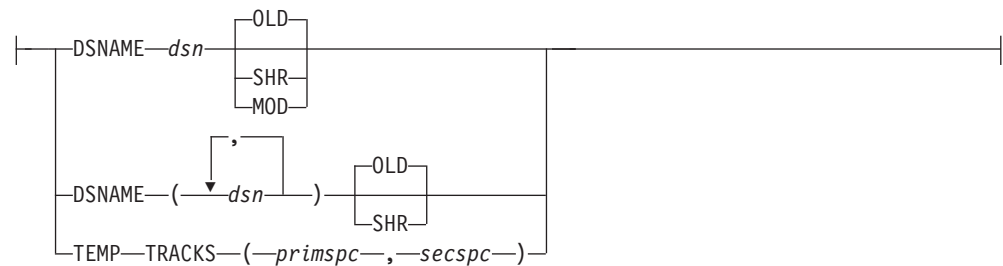 OLD
DSNAME dsn
SHR
MOD
,
OLD
DSNAME ( dsn )
SHR
TEMP TRACKS ( primspc , secspc )